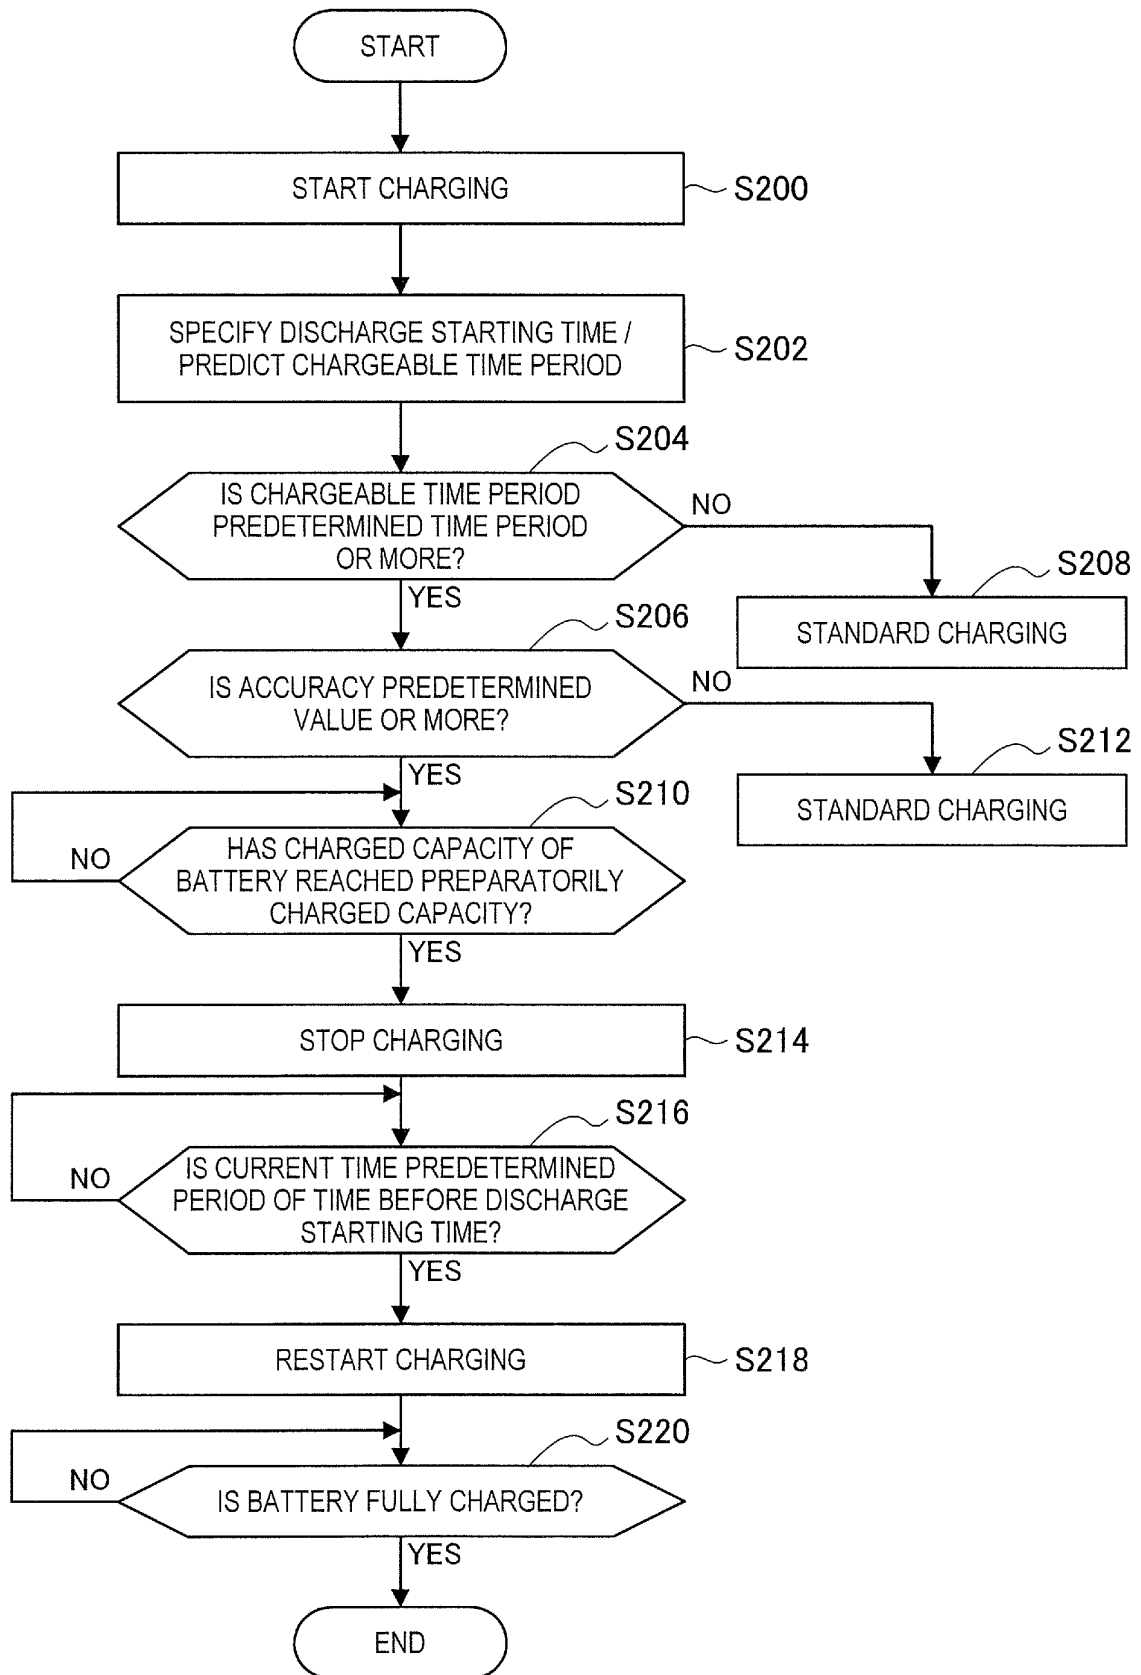 START
START CHARGING
S200
SPECIFY DISCHARGE STARTING TIME /
PREDICT CHARGEABLE TIME PERIOD
S202
S204
IS CHARGEABLE TIME PERIOD
PREDETERMINED TIME PERIOD
OR MORE?
NO
YES
S208
STANDARD CHARGING
S206
IS ACCURACY PREDETERMINED
VALUE OR MORE?
NO
YES
S212
STANDARD CHARGING
S210
HAS CHARGED CAPACITY OF
BATTERY REACHED PREPARATORILY
CHARGED CAPACITY?
NO
YES
STOP CHARGING
S214
S216
IS CURRENT TIME PREDETERMINED
PERIOD OF TIME BEFORE DISCHARGE
STARTING TIME?
NO
YES
RESTART CHARGING
S218
S220
IS BATTERY FULLY CHARGED?
NO
YES
END